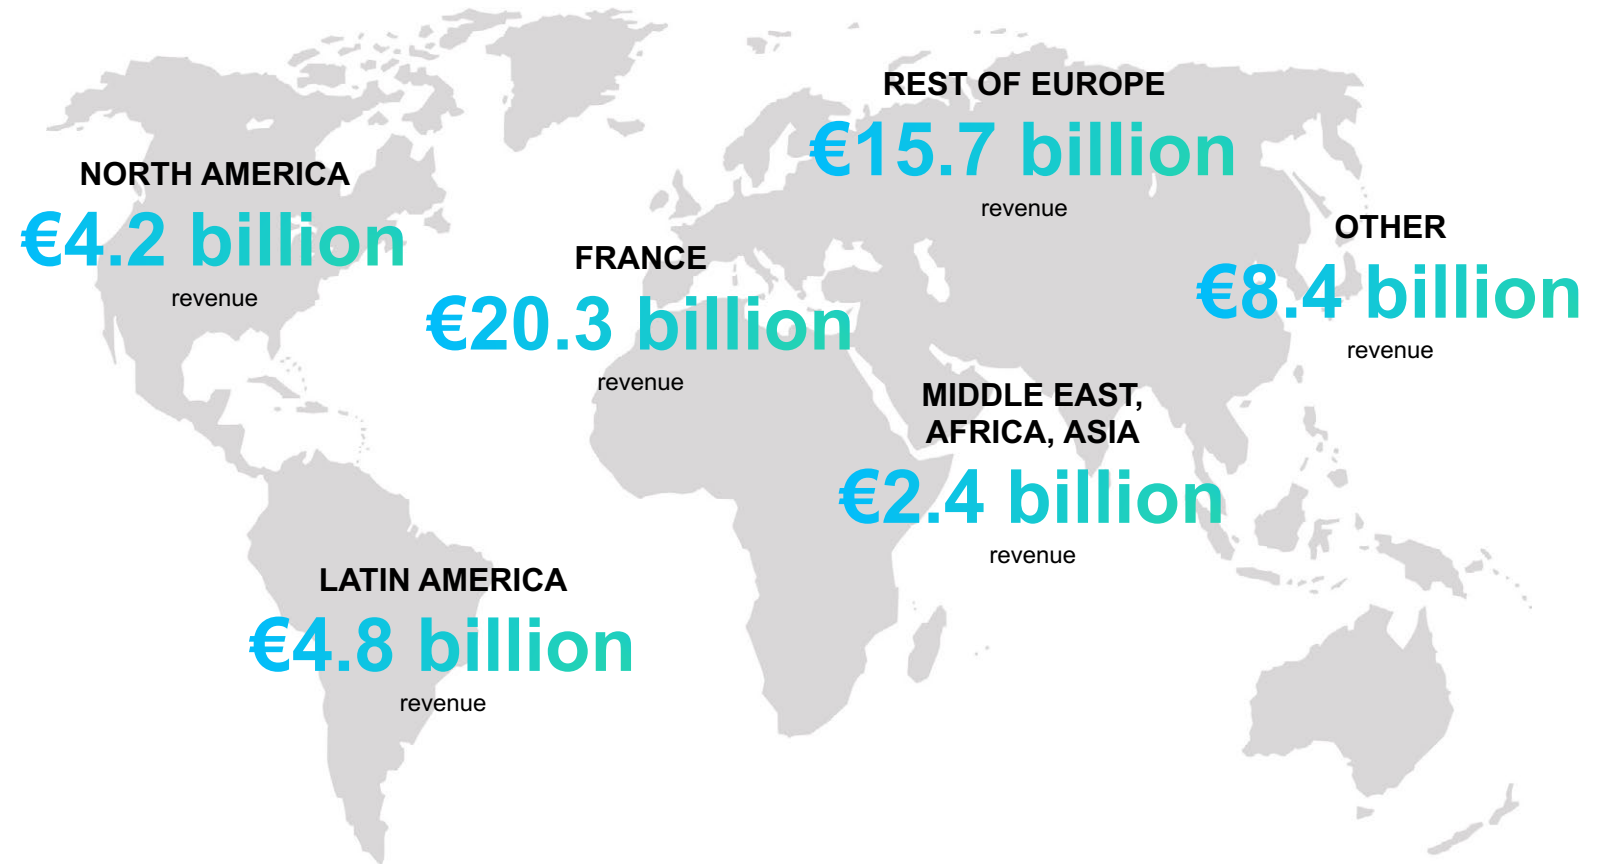 REST OF EUROPE
€15.7 billion
revenue
NORTH AMERICA
€4.2 billion
revenue
OTHER
€8.4 billion
revenue
FRANCE
€20.3 billion
revenue
MIDDLE EAST,
AFRICA, ASIA
€2.4 billion
revenue
LATIN AMERICA
€4.8 billion
revenue